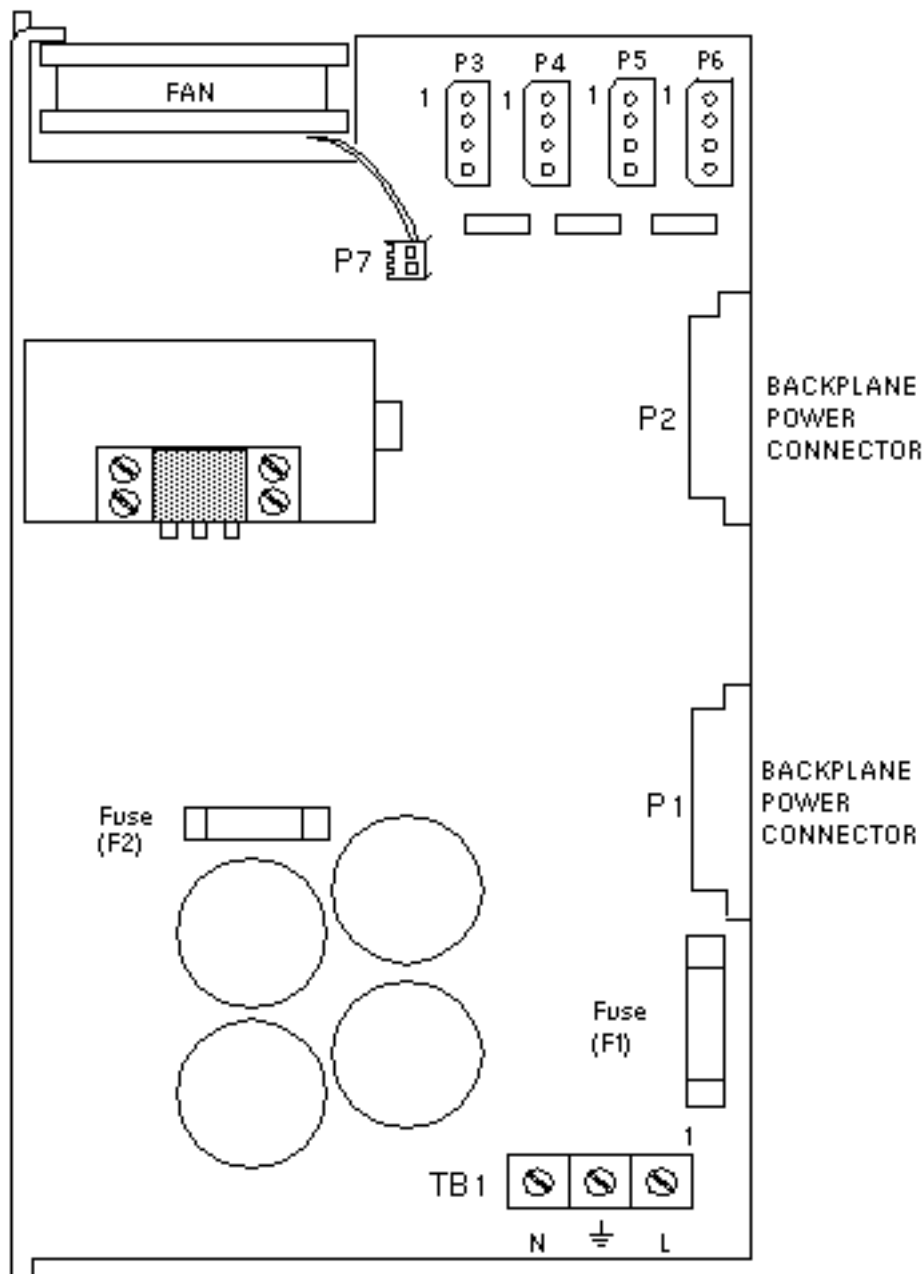 FAN
P3 P4 P5 P6
1 1 1 1
P7
P2
BACKPLANE
POWER
CONNECTOR
P1
BACKPLANE
POWER
CONNECTOR
Fuse
(F2)
Fuse
(F1)
1
TB1
N L